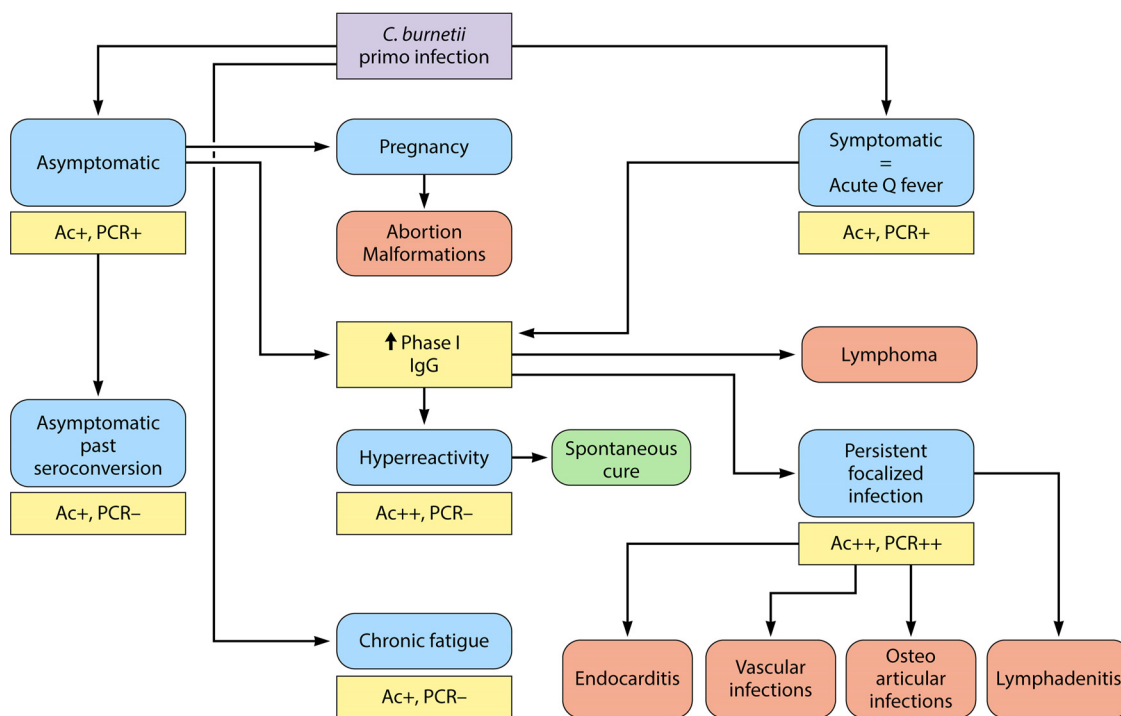 C. burnetii
primo infection
Asymptomatic
Ac+, PCR+
Pregnancy
Abortion
Malformations
Symptomatic
=
Acute Q fever
Ac+, PCR+
↑ Phase I
IgG
Lymphoma
Asymptomatic
past
seroconversion
Ac+, PCR–
Hyperreactivity
Ac++, PCR–
Spontaneous
cure
Persistent
focalized
infection
Ac++, PCR++
Chronic fatigue
Ac+, PCR–
Endocarditis
Vascular
infections
Osteo
articular
infections
Lymphadenitis